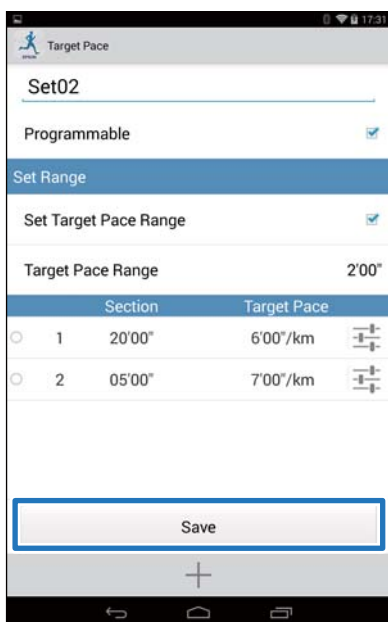 17:31
Target Pace
Set02
Programmable
Set Range
Set Target Pace Range
Target Pace Range 2'00"
Section Target Pace
1 20'00" 6'00"/km
2 05'00" 7'00"/km
Save